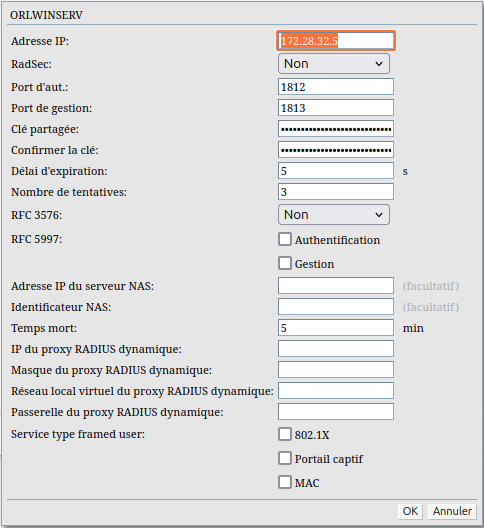 ORLWINSERV
Adresse IP: 172.28.32.5
RadSec: Non
Port d'aut.: 1812
Port de gestion: 1813
Clé partagée: ••••••••••••••••••••••••••••
Confirmer la clé: ••••••••••••••••••••••••••••
Délai d'expiration: 5 s
Nombre de tentatives: 3
RFC 3576: Non
RFC 5997: Authentification
Gestion
Adresse IP du serveur NAS: (facultatif)
Identificateur NAS: (facultatif)
Temps mort: 5 min
IP du proxy RADIUS dynamique:
Masque du proxy RADIUS dynamique:
Réseau local virtuel du proxy RADIUS dynamique:
Passerelle du proxy RADIUS dynamique:
Service type framed user: 802.1X
Portail captif
MAC
OK Annuler